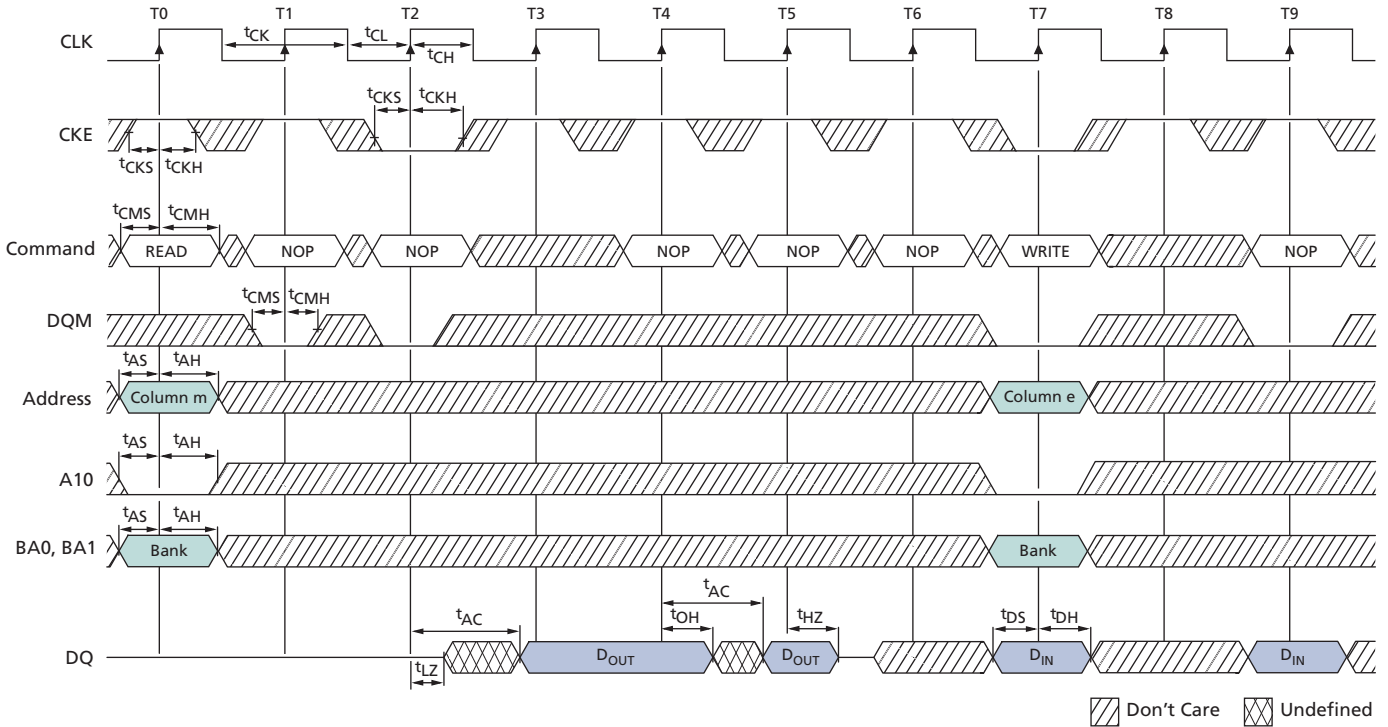 T0 T1 T2 T3 T4 T5 T6 T7 T8 T9
CLK
tCK tCL
tCH
tCKS tCKH
CKE
tCKS tCKH
tCMS tCMH
Command READ NOP NOP NOP NOP NOP WRITE NOP
tCMS tCMH
DQM
tAS tAH
Address Column m Column e
tAS tAH
A10
tAS tAH
BA0, BA1 Bank Bank
tAC
tAC tOH tHZ tDS tDH
DQ DOUT DOUT DIN DIN
tLZ
Don't Care Undefined